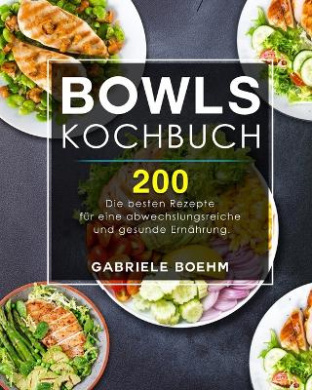 BOWLS
KOCHBUCH
200
Die besten Rezepte
für eine abwechslungsreiche
und gesunde Ernährung.
GABRIELE BOEHM